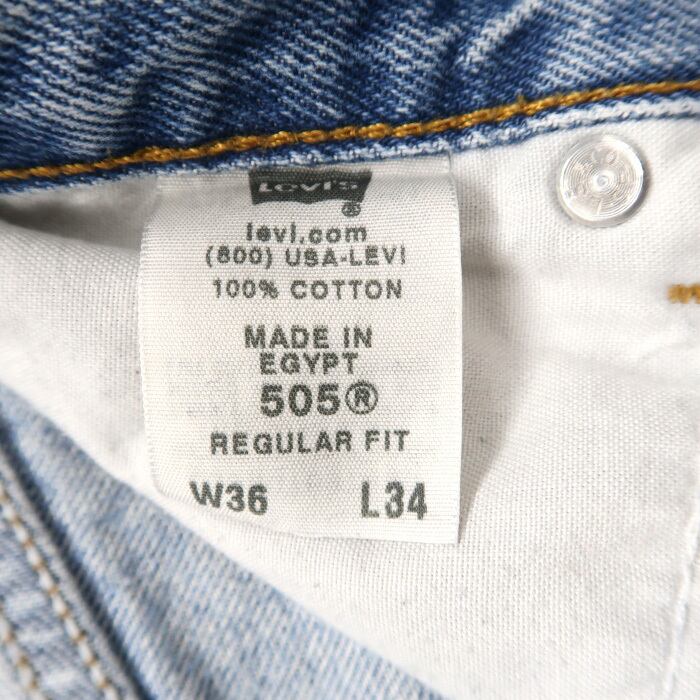 Levi's
®
levi.com
(800) USA-LEVI
100% COTTON
MADE IN
EGYPT
505®
REGULAR FIT
W36 L34